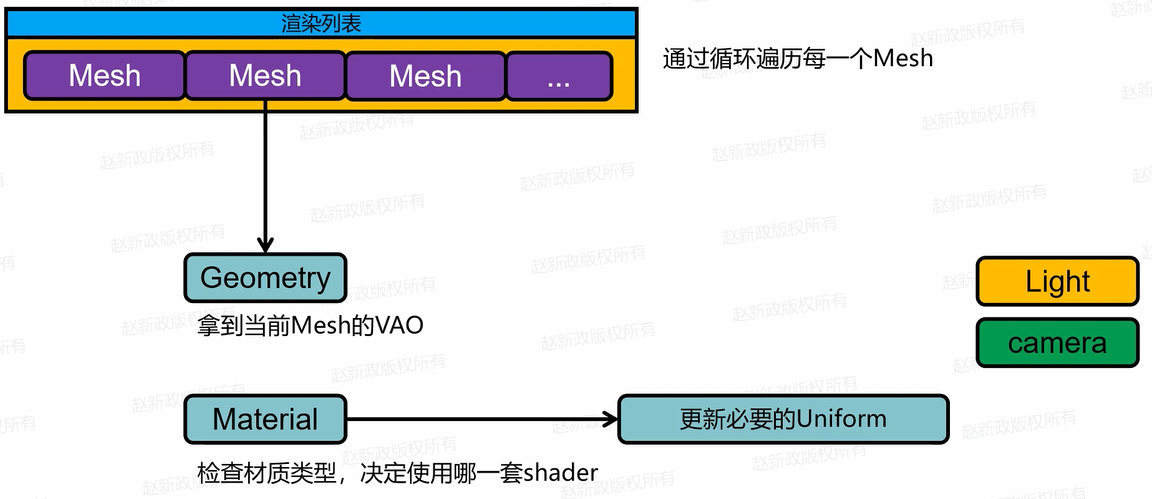 渲染列表
Mesh
Mesh
Mesh
...
通过循环遍历每一个Mesh
Geometry
拿到当前Mesh的VAO
Light
camera
Material
更新必要的Uniform
检查材质类型，决定使用哪一套shader
赵新政版权所有